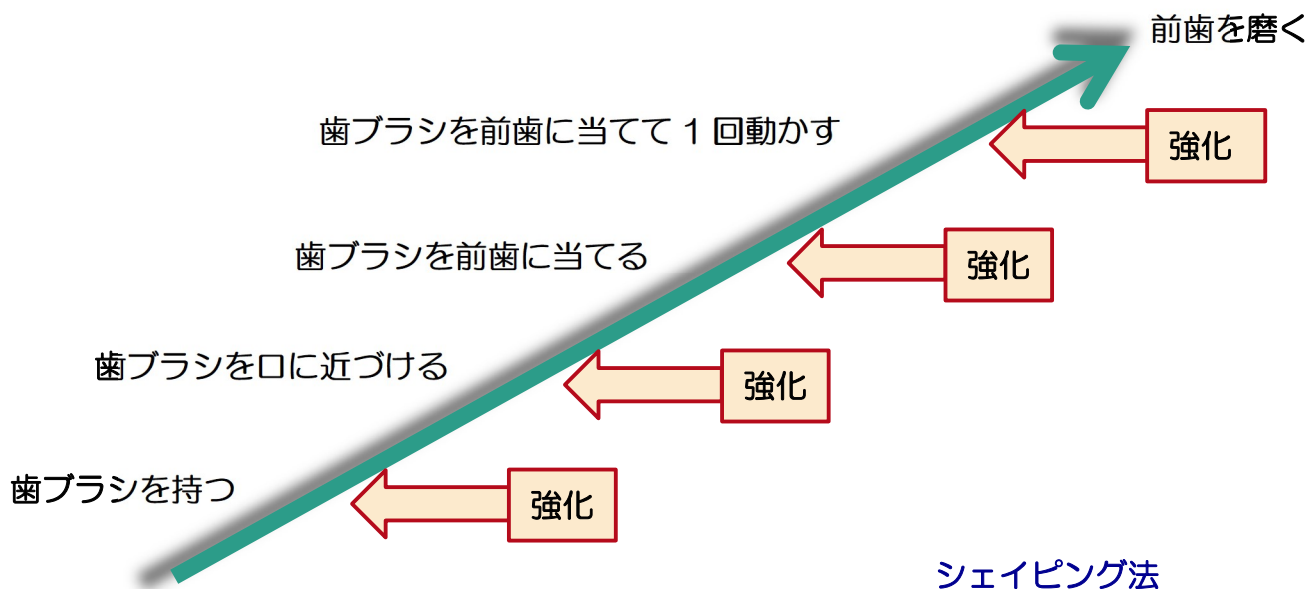 前歯を磨く
歯ブラシを前歯に当てて1回動かす
強化
歯ブラシを前歯に当てる
強化
歯ブラシを口に近づける
強化
歯ブラシを持つ
強化
シェイピング法